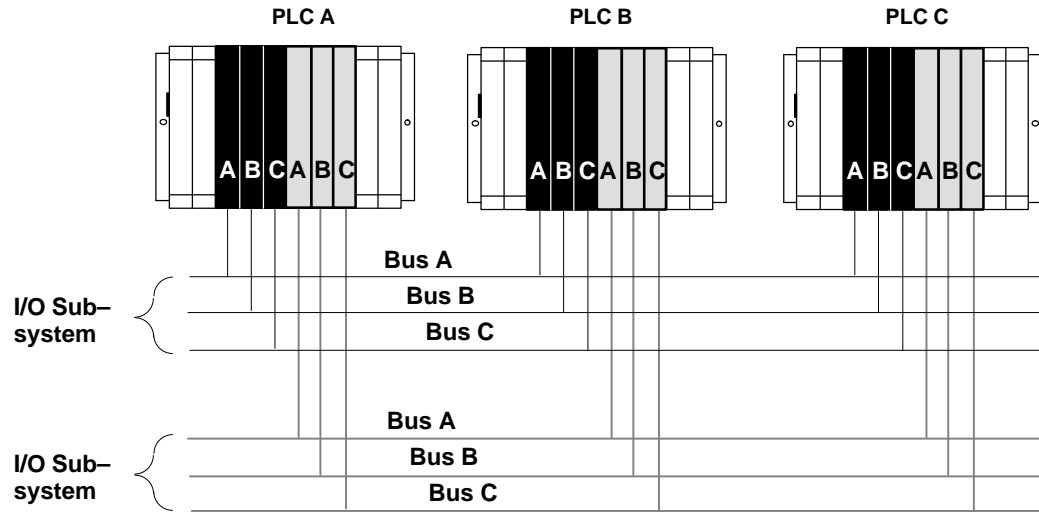 PLC A
PLC B
PLC C
A B C A B C
A B C A B C
A B C A B C
Bus A
Bus B
Bus C
I/O Sub–
system
Bus A
Bus B
Bus C
I/O Sub–
system